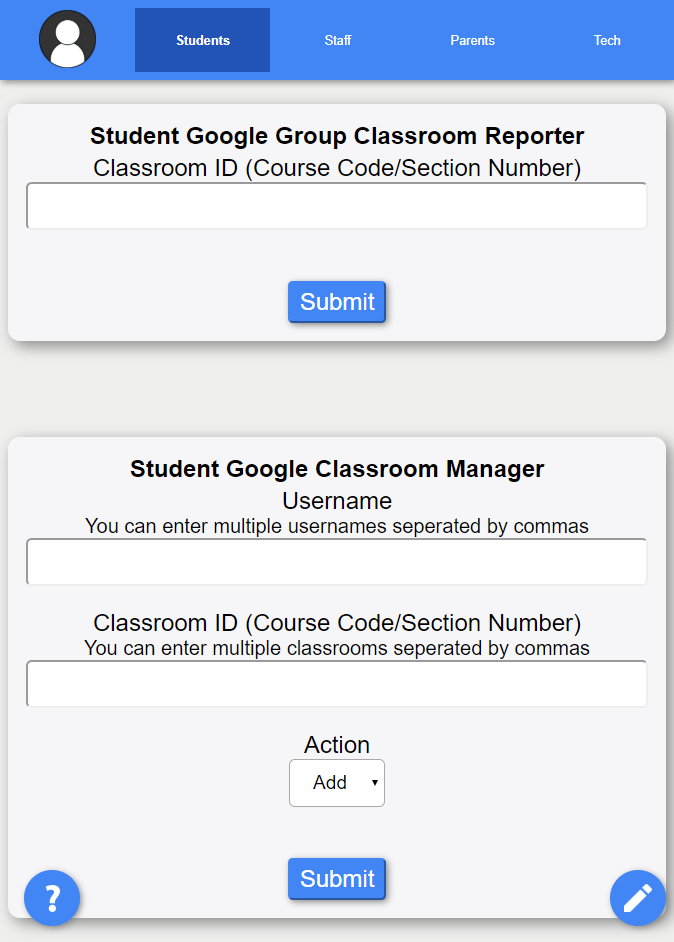 Students Staff Parents Tech
Student Google Group Classroom Reporter
Classroom ID (Course Code/Section Number)
Submit
Student Google Classroom Manager
Username
You can enter multiple usernames seperated by commas
Classroom ID (Course Code/Section Number)
You can enter multiple classrooms seperated by commas
Action
Add
Submit
?